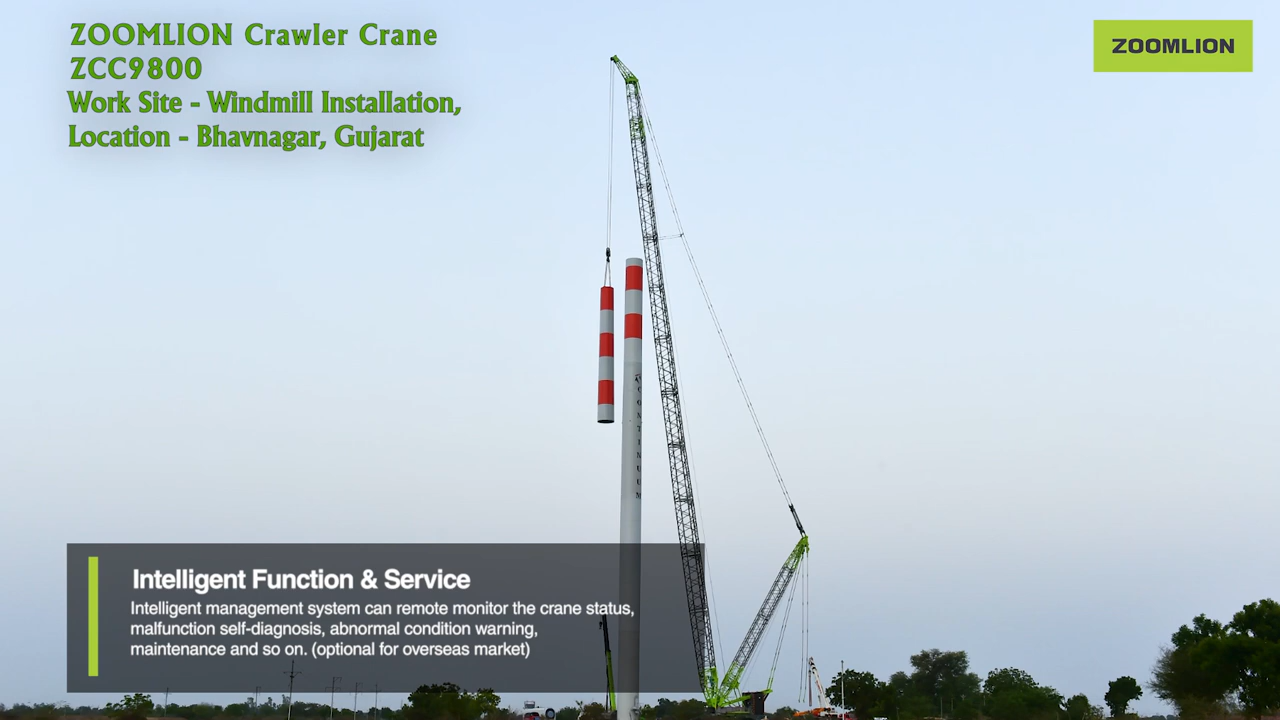 ZOOMLION Crawler Crane
ZCC9800
Work Site - Windmill Installation,
Location - Bhavnagar, Gujarat
ZOOMLION
CONTINUUM
Intelligent Function & Service
Intelligent management system can remote monitor the crane status,
malfunction self-diagnosis, abnormal condition warning,
maintenance and so on. (optional for overseas market)